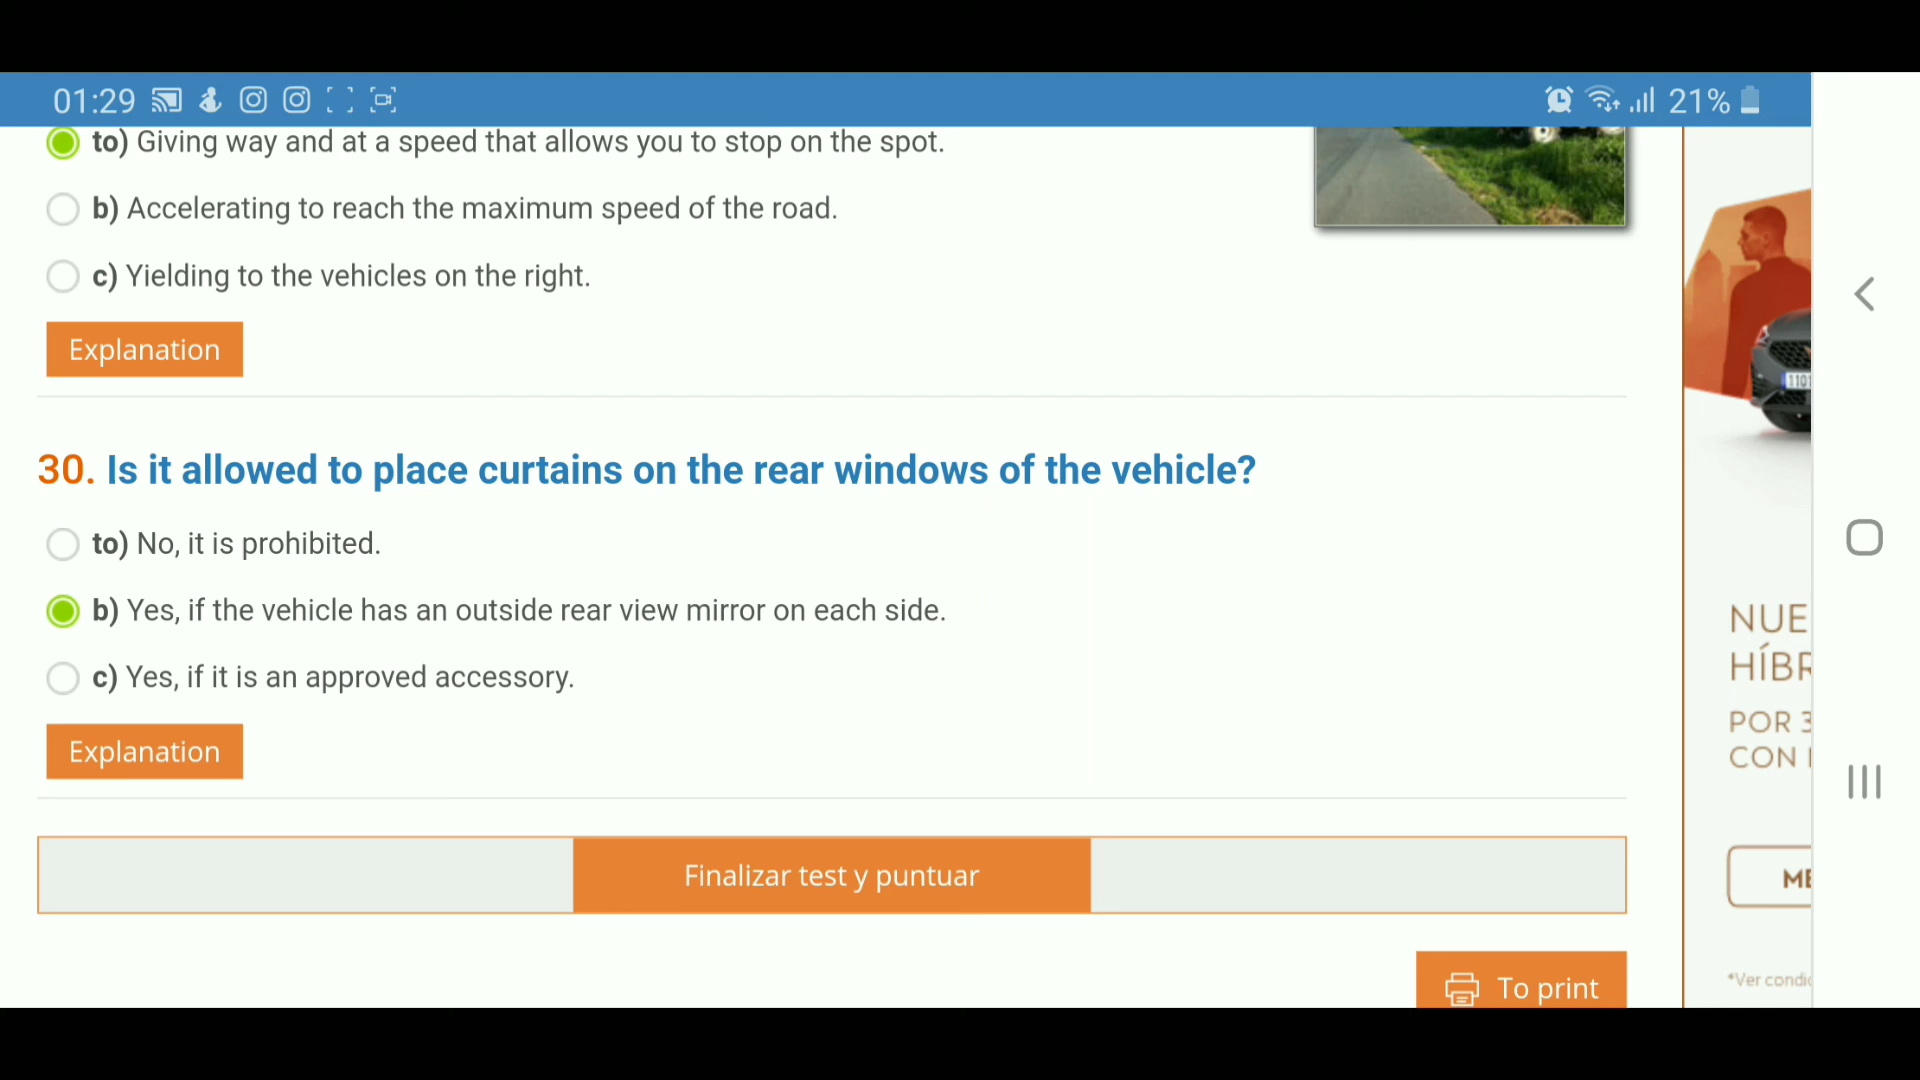 01:29 21%
to) Giving way and at a speed that allows you to stop on the spot.
b) Accelerating to reach the maximum speed of the road.
c) Yielding to the vehicles on the right.
Explanation
30. Is it allowed to place curtains on the rear windows of the vehicle?
to) No, it is prohibited.
b) Yes, if the vehicle has an outside rear view mirror on each side.
c) Yes, if it is an approved accessory.
Explanation
Finalizar test y puntuar
To print
1101
NUE
HÍBR
POR 3
CON
ME
*Ver condic